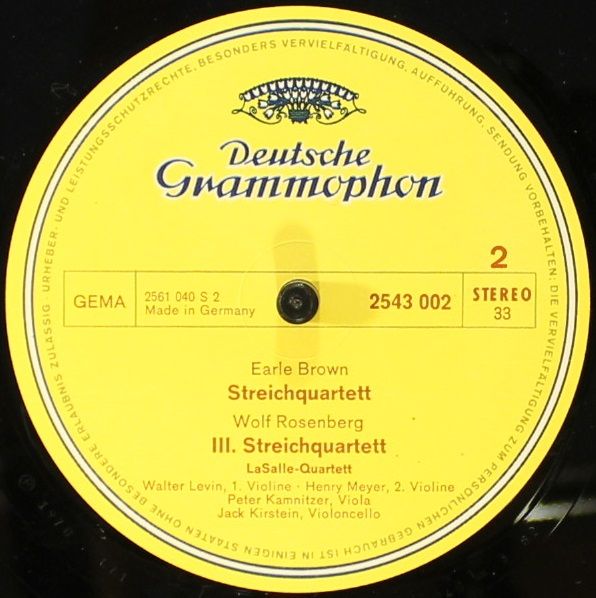 URHEBER- UND LEISTUNGSSCHUTZRECHTE, BESONDERS VERVIELFÄLTIGUNG, AUFFÜHRUNG, SENDUNG VORBEHALTEN; DIE VERVIELFÄLTIGUNG ZUM PERSÖNLICHEN GEBRAUCH IST IN EINIGEN STAATEN OHNE BESONDERE ERLAUBNIS ZULÄSSIG ·
Deutsche
Grammophon
2
GEMA
2561 040 S 2
Made in Germany
2543 002
STEREO
33
Earle Brown
Streichquartett
Wolf Rosenberg
III. Streichquartett
LaSalle-Quartett
Walter Levin, 1. Violine · Henry Meyer, 2. Violine
Peter Kamnitzer, Viola
Jack Kirstein, Violoncello